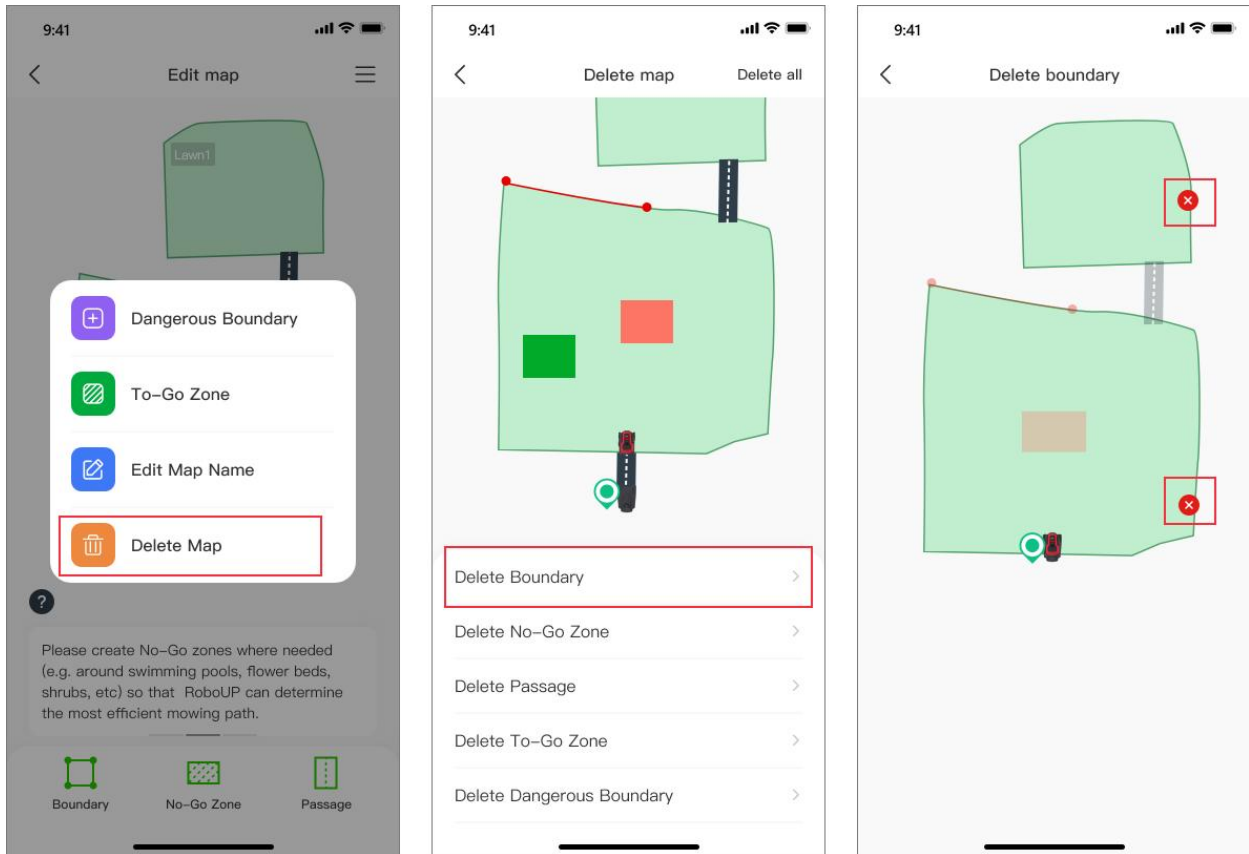 9:41
Edit map
Lawn1
Dangerous Boundary
To-Go Zone
Edit Map Name
Delete Map
?
Please create No-Go zones where needed
(e.g. around swimming pools, flower beds,
shrubs, etc) so that RoboUP can determine
the most efficient mowing path.
Boundary No-Go Zone Passage
9:41
Delete map Delete all
Delete Boundary
Delete No-Go Zone
Delete Passage
Delete To-Go Zone
Delete Dangerous Boundary
9:41
Delete boundary